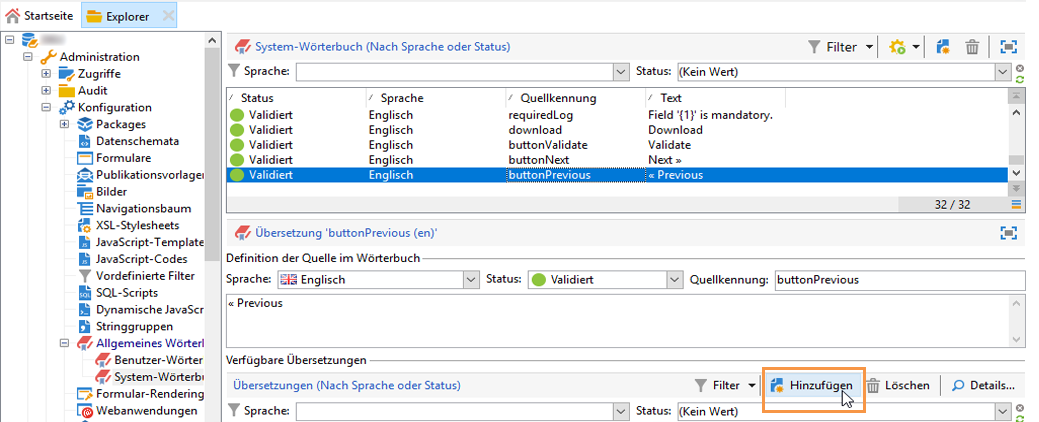 Startseite Explorer
Administration
Zugriffe
Audit
Konfiguration
Packages
Datenschemata
Formulare
Publikationsvorlagen
Bilder
Navigationsbaum
XSL-Stylesheets
JavaScript-Template
JavaScript-Codes
Vordefinierte Filter
SQL-Scripts
Dynamische JavaScr
Stringgruppen
Allgemeines Wörterl
Benutzer-Wörter
System-Wörterbu
Formular-Rendering
Webanwendungen
System-Wörterbuch (Nach Sprache oder Status) Filter
Sprache: Status: (Kein Wert)
Status Sprache Quellkennung Text
Validiert Englisch requiredLog Field '{1}' is mandatory.
Validiert Englisch download Download
Validiert Englisch buttonValidate Validate
Validiert Englisch buttonNext Next »
Validiert Englisch buttonPrevious « Previous
32 / 32
Übersetzung 'buttonPrevious (en)'
Definition der Quelle im Wörterbuch
Sprache: Englisch Status: Validiert Quellkennung: buttonPrevious
« Previous
Verfügbare Übersetzungen
Übersetzungen (Nach Sprache oder Status) Filter Hinzufügen Löschen Details...
Sprache: Status: (Kein Wert)